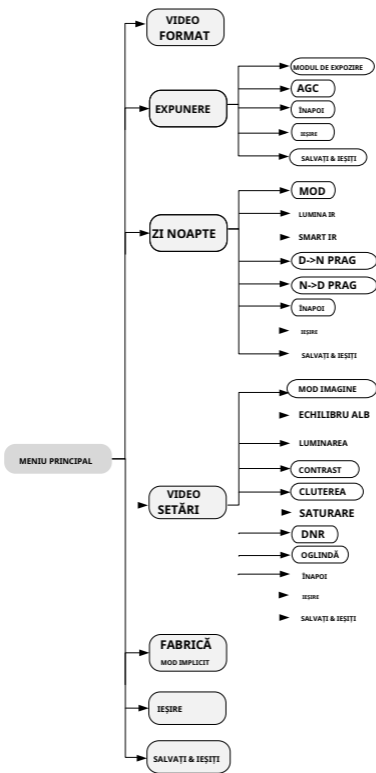 VIDEO
FORMAT
EXPUNERE
MODUL DE EXPOZIRE
AGC
ÎNAPOI
IEȘIRE
SALVAȚI & IEȘIȚI
ZI NOAPTE
MOD
LUMINA IR
SMART IR
D->N PRAG
N->D PRAG
ÎNAPOI
IEȘIRE
SALVAȚI & IEȘIȚI
MENIU PRINCIPAL
VIDEO
SETĂRI
MOD IMAGINE
ECHILIBRU ALB
LUMINAREA
CONTRAST
CLUTEREA
SATURARE
DNR
OGLINDĂ
ÎNAPOI
IEȘIRE
SALVAȚI & IEȘIȚI
FABRICĂ
MOD IMPLICIT
IEȘIRE
SALVAȚI & IEȘIȚI